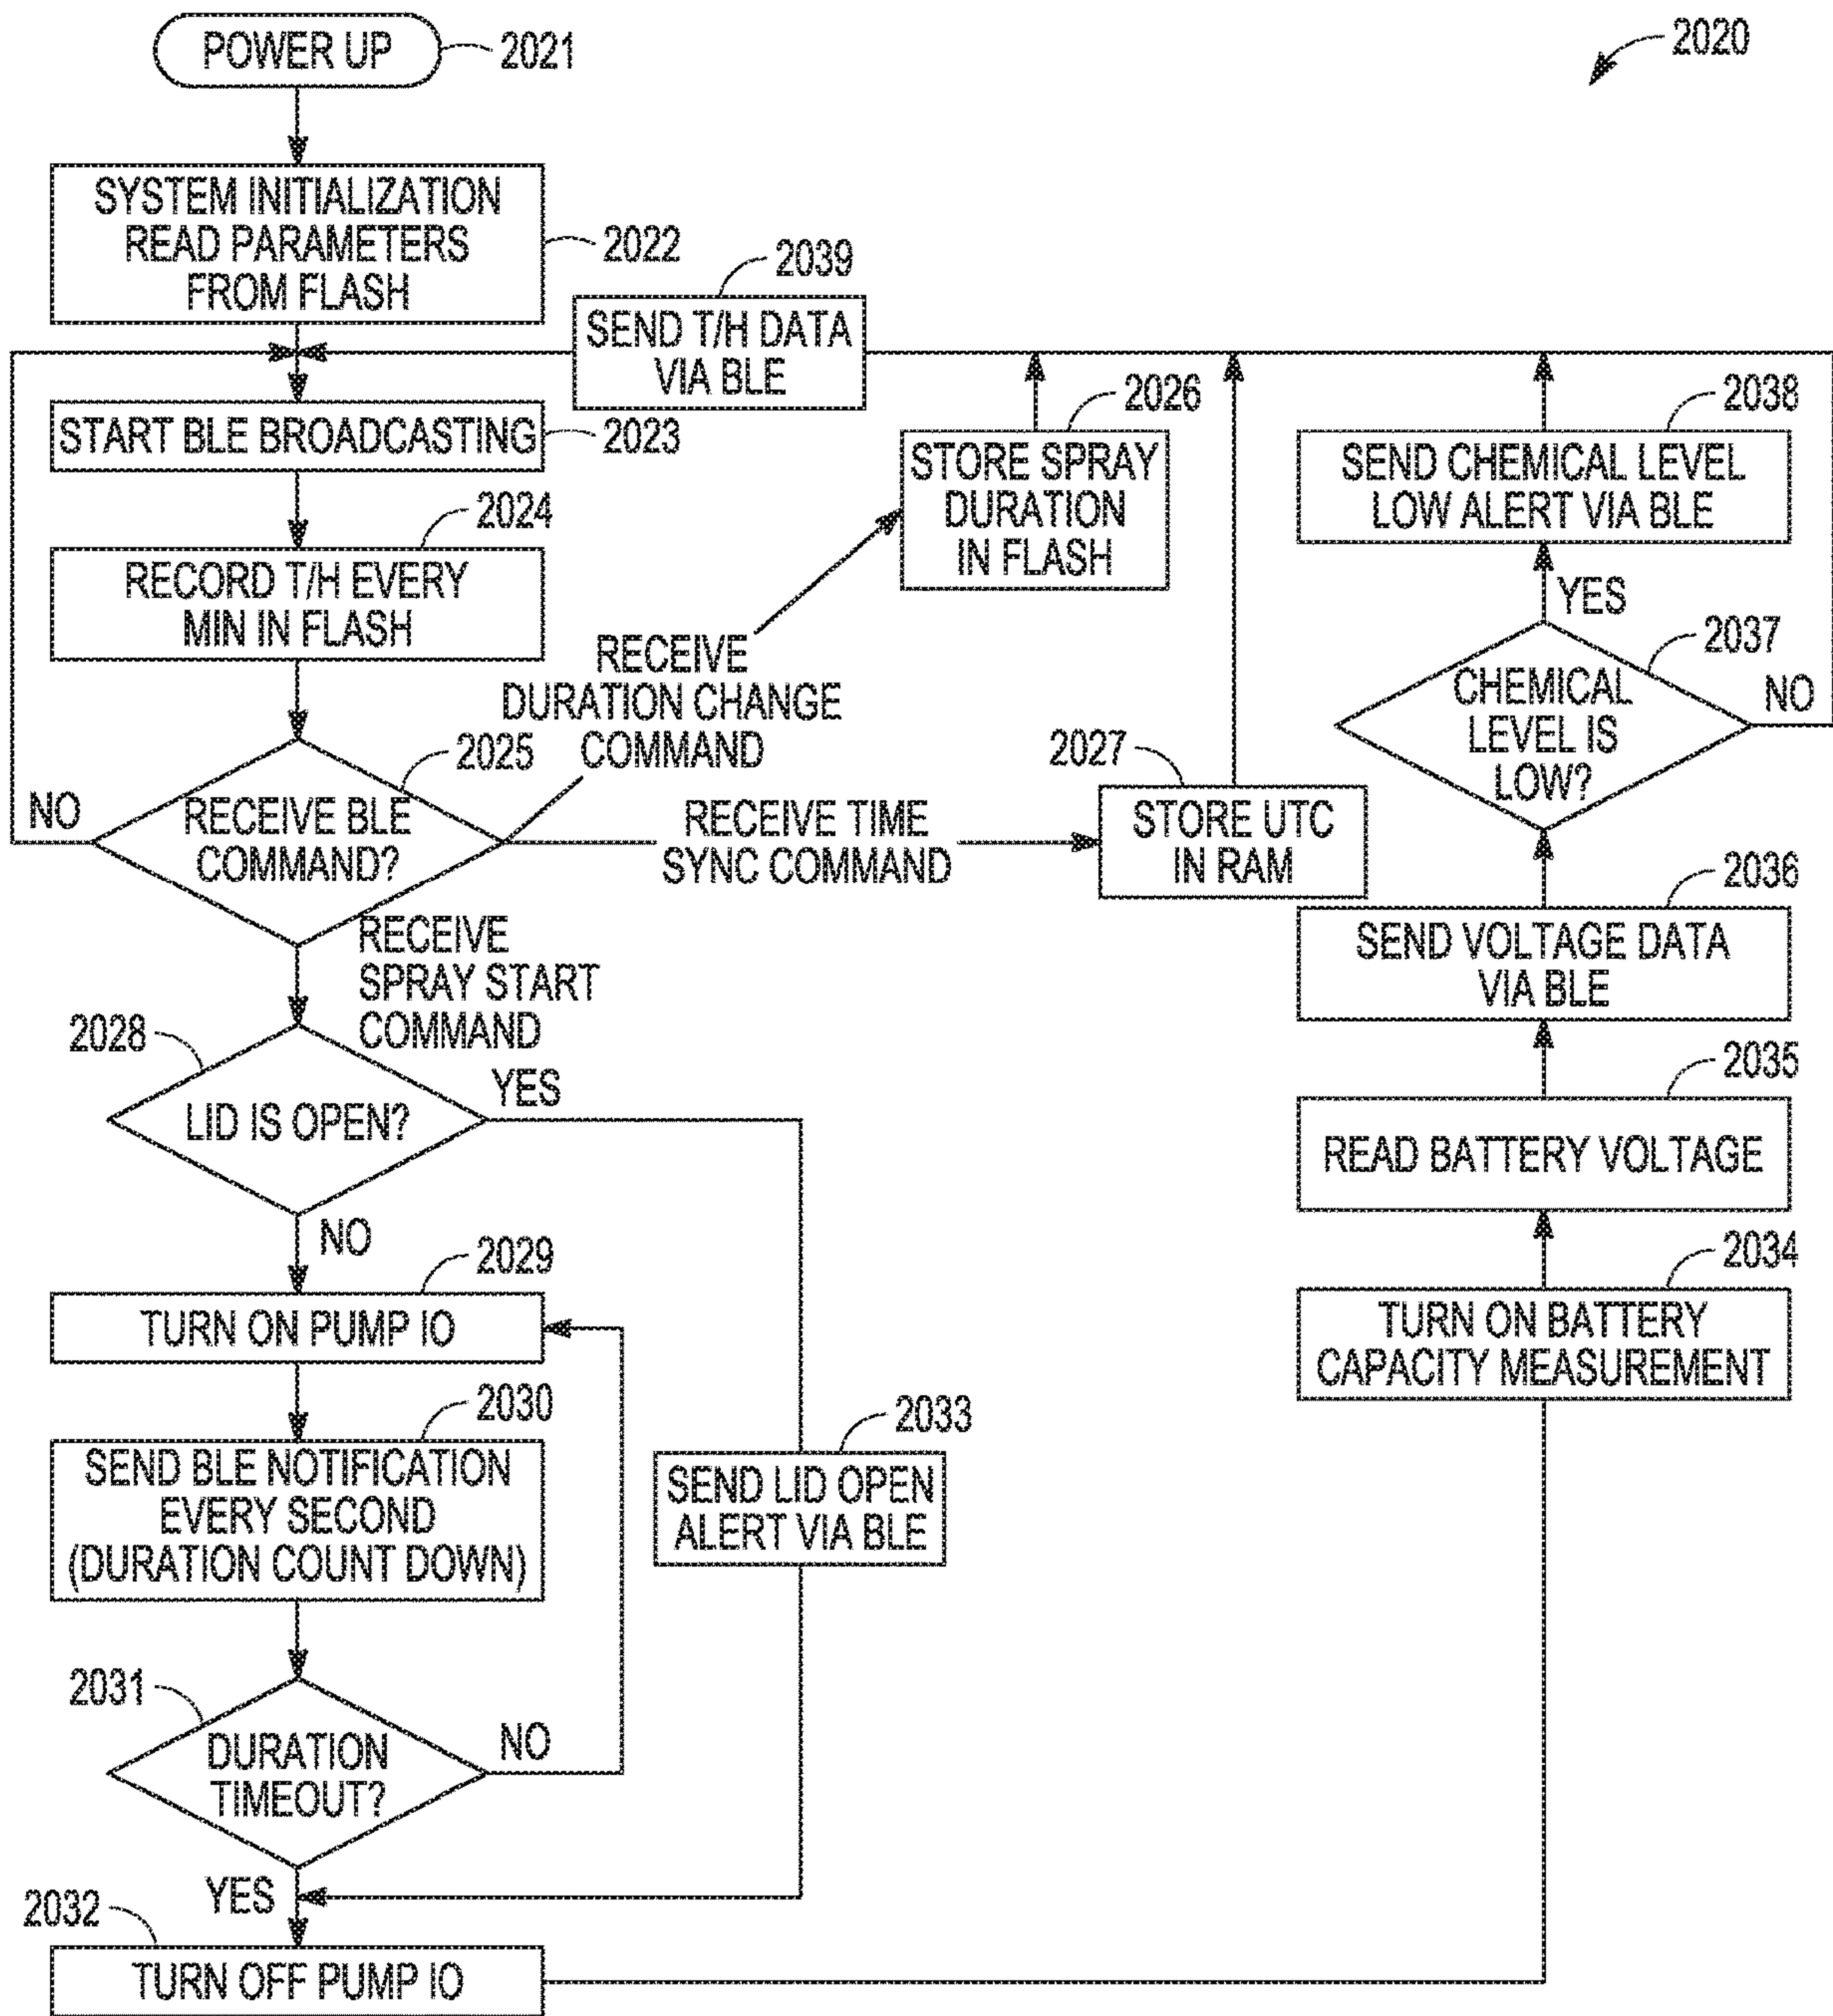 POWER UP
2021
2020
SYSTEM INITIALIZATION
READ PARAMETERS
FROM FLASH
2022
2039
SEND T/H DATA
VIA BLE
START BLE BROADCASTING
2023
2024
RECORD T/H EVERY
MIN IN FLASH
2025
RECEIVE BLE
COMMAND?
NO
RECEIVE
DURATION CHANGE
COMMAND
2026
STORE SPRAY
DURATION
IN FLASH
RECEIVE TIME
SYNC COMMAND
2027
STORE UTC
IN RAM
RECEIVE
SPRAY START
COMMAND
2028
LID IS OPEN?
YES
NO
2029
TURN ON PUMP IO
2030
SEND BLE NOTIFICATION
EVERY SECOND
(DURATION COUNT DOWN)
2031
DURATION
TIMEOUT?
NO
YES
2032
TURN OFF PUMP IO
2033
SEND LID OPEN
ALERT VIA BLE
2038
SEND CHEMICAL LEVEL
LOW ALERT VIA BLE
YES
2037
CHEMICAL
LEVEL IS
LOW?
NO
2036
SEND VOLTAGE DATA
VIA BLE
2035
READ BATTERY VOLTAGE
2034
TURN ON BATTERY
CAPACITY MEASUREMENT